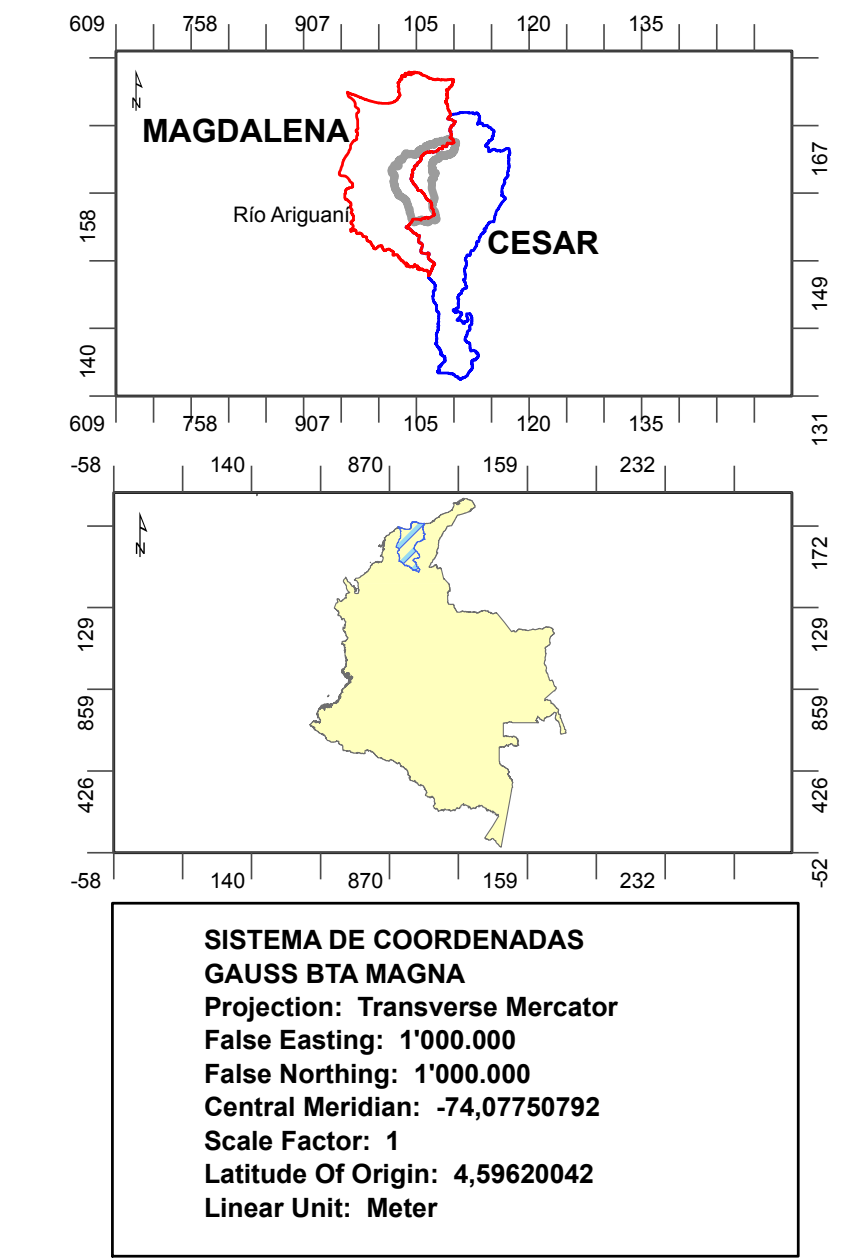 609 758 907 105 120 135
N
MAGDALENA
167
Río Ariguaní
158
CESAR
149
140
131
609 758 907 105 120 135
-58 140 870 159 232
N
172
129 129
859 859
426 426
-52
-58 140 870 159 232
SISTEMA DE COORDENADAS
GAUSS BTA MAGNA
Projection: Transverse Mercator
False Easting: 1'000.000
False Northing: 1'000.000
Central Meridian: -74,07750792
Scale Factor: 1
Latitude Of Origin: 4,59620042
Linear Unit: Meter